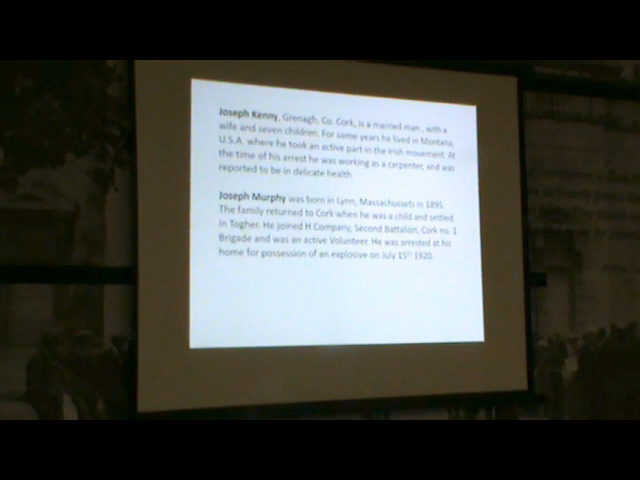 Joseph Kenny, Grenagh, Co. Cork, is a married man , with a
wife and seven children. For some years he lived in Montana,
U.S.A. where he took an active part in the Irish movement. At
the time of his arrest he was working as a carpenter, and was
reported to be in delicate health.
Joseph Murphy was born in Lynn, Massachussets in 1895.
The family returned to Cork when he was a child and settled
in Togher. He joined H Company, Second Battalion, Cork no. 1
Brigade and was an active Volunteer. He was arrested at his
home for possession of an explosive on July 15th 1920.